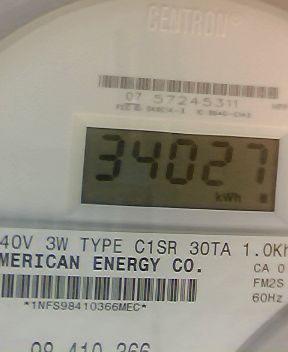 CENTRON®
07 57245311
34027
kWh
40V 3W TYPE C1SR 30TA 1.0Kh
MERICAN ENERGY CO.
CA 0
FM2S
60Hz
*1NFS98410366MEC*
98 410 366